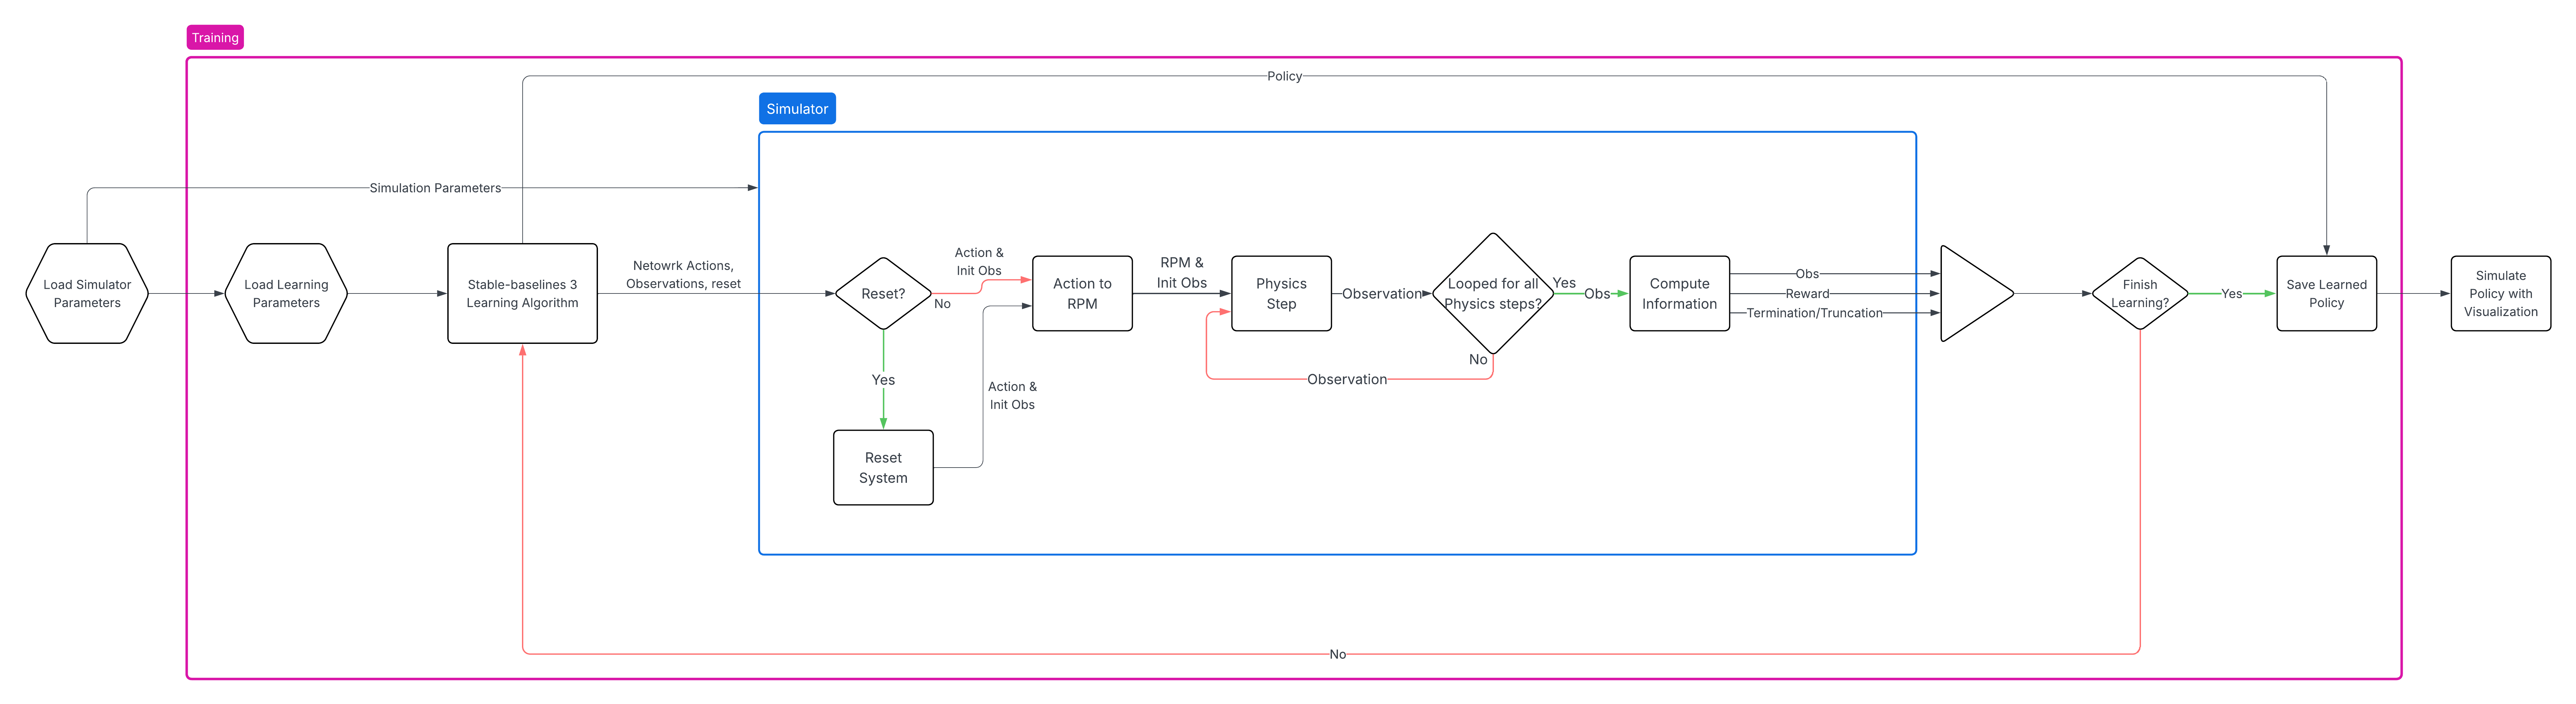 Training
Policy
Simulator
Simulation Parameters
Load Simulator
Parameters
Load Learning
Parameters
Stable-baselines 3
Learning Algorithm
Netowrk Actions,
Observations, reset
Reset?
No
Action &
Init Obs
Yes
Reset
System
Action &
Init Obs
Action to
RPM
RPM &
Init Obs
Physics
Step
Observation
Looped for all
Physics steps?
No
Observation
Yes
Obs
Compute
Information
Obs
Reward
Termination/Truncation
Finish
Learning?
Yes
No
Save Learned
Policy
Simulate
Policy with
Visualization